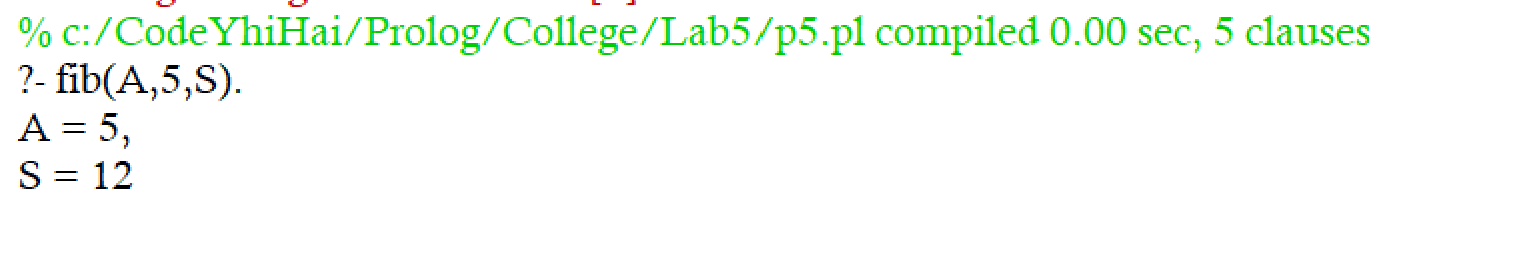 % c:/CodeYhiHai/Prolog/College/Lab5/p5.pl compiled 0.00 sec, 5 clauses
?- fib(A,5,S).
A = 5,
S = 12